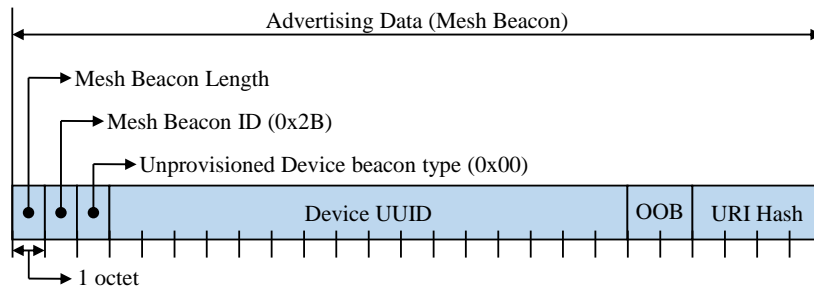 Advertising Data (Mesh Beacon)
Mesh Beacon Length
Mesh Beacon ID (0x2B)
Unprovisioned Device beacon type (0x00)
Device UUID OOB URI Hash
1 octet